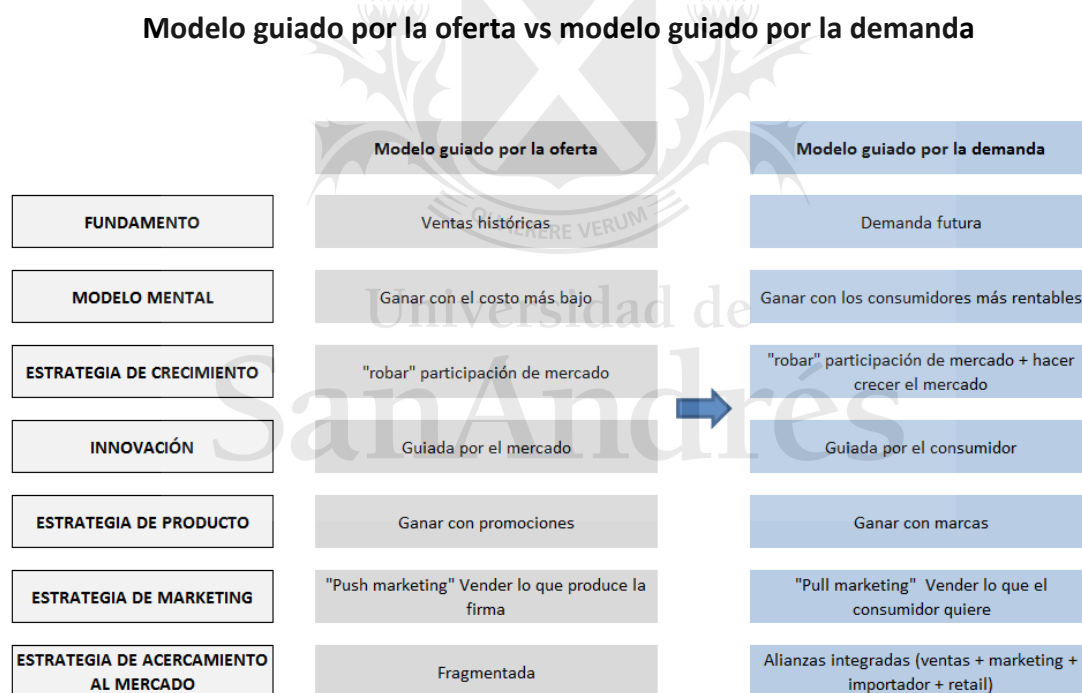 Modelo guiado por la oferta vs modelo guiado por la demanda
Modelo guiado por la oferta
Modelo guiado por la demanda
FUNDAMENTO
Ventas históricas
Demanda futura
QUAERERE VERUM
MODELO MENTAL
Ganar con el costo más bajo
Ganar con los consumidores más rentables
Universidad de
SanAndrés
ESTRATEGIA DE CRECIMIENTO
"robar" participación de mercado
"robar" participación de mercado + hacer
crecer el mercado
INNOVACIÓN
Guiada por el mercado
Guiada por el consumidor
ESTRATEGIA DE PRODUCTO
Ganar con promociones
Ganar con marcas
ESTRATEGIA DE MARKETING
"Push marketing" Vender lo que produce la
firma
"Pull marketing" Vender lo que el
consumidor quiere
ESTRATEGIA DE ACERCAMIENTO
AL MERCADO
Fragmentada
Alianzas integradas (ventas + marketing +
importador + retail)